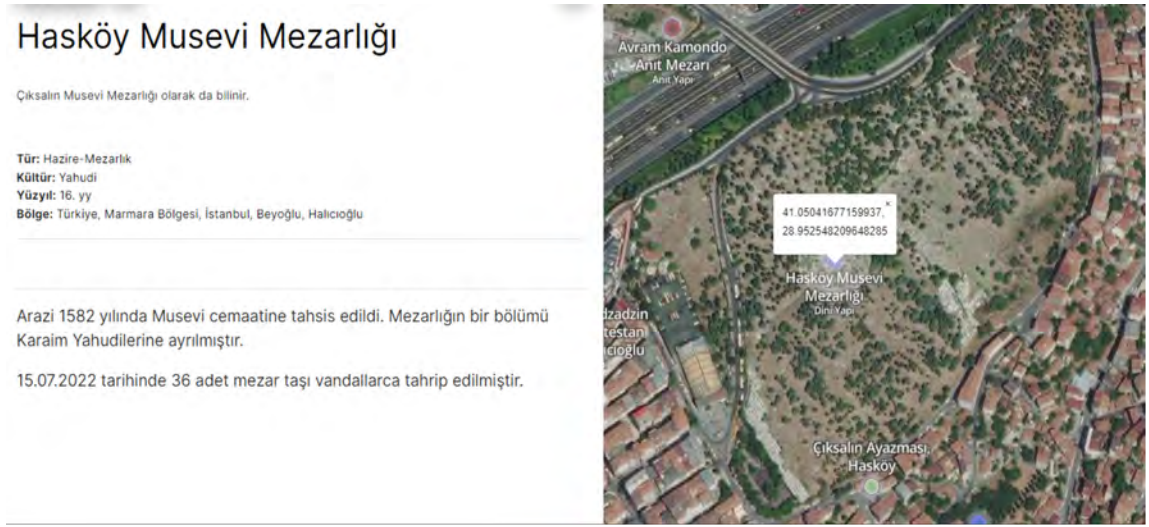 Hasköy Musevi Mezarlığı
Çıksalın Musevi Mezarlığı olarak da bilinir.
Tür: Hazire-Mezarlık
Kültür: Yahudi
Yüzyıl: 16. yy
Bölge: Türkiye, Marmara Bölgesi, İstanbul, Beyoğlu, Halıcıoğlu
Arazi 1582 yılında Musevi cemaatine tahsis edildi. Mezarlığın bir bölümü
Karaim Yahudilerine ayrılmıştır.
15.07.2022 tarihinde 36 adet mezar taşı vandallarca tahrip edilmiştir.
Avram Kamondo
Anıt Mezarı
Anıt Yapı
41.05041677159937,
28.952548209648285
×
Hasköy Musevi
Mezarlığı
Dini Yapı
dzadzin
testan
ıcıoğlu
Çıksalın Ayazması,
Hasköy